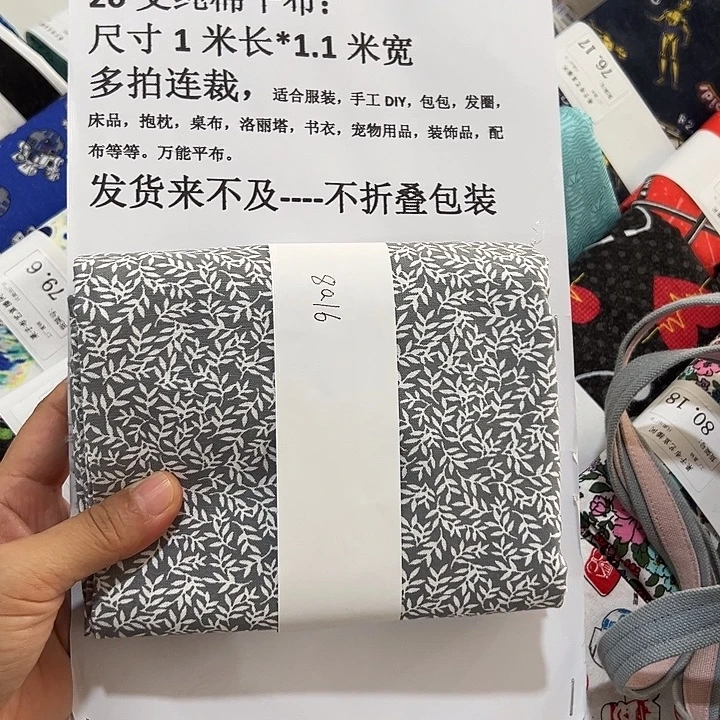 尺寸 1 米长*1.1 米宽
多拍连裁，适合服装，手工 DIY，包包，发圈，
床品，抱枕，桌布，洛丽塔，书衣，宠物用品，装饰品，配
布等等。万能平布。
发货来不及----不折叠包装
8a16
76.17
79.6
80.18